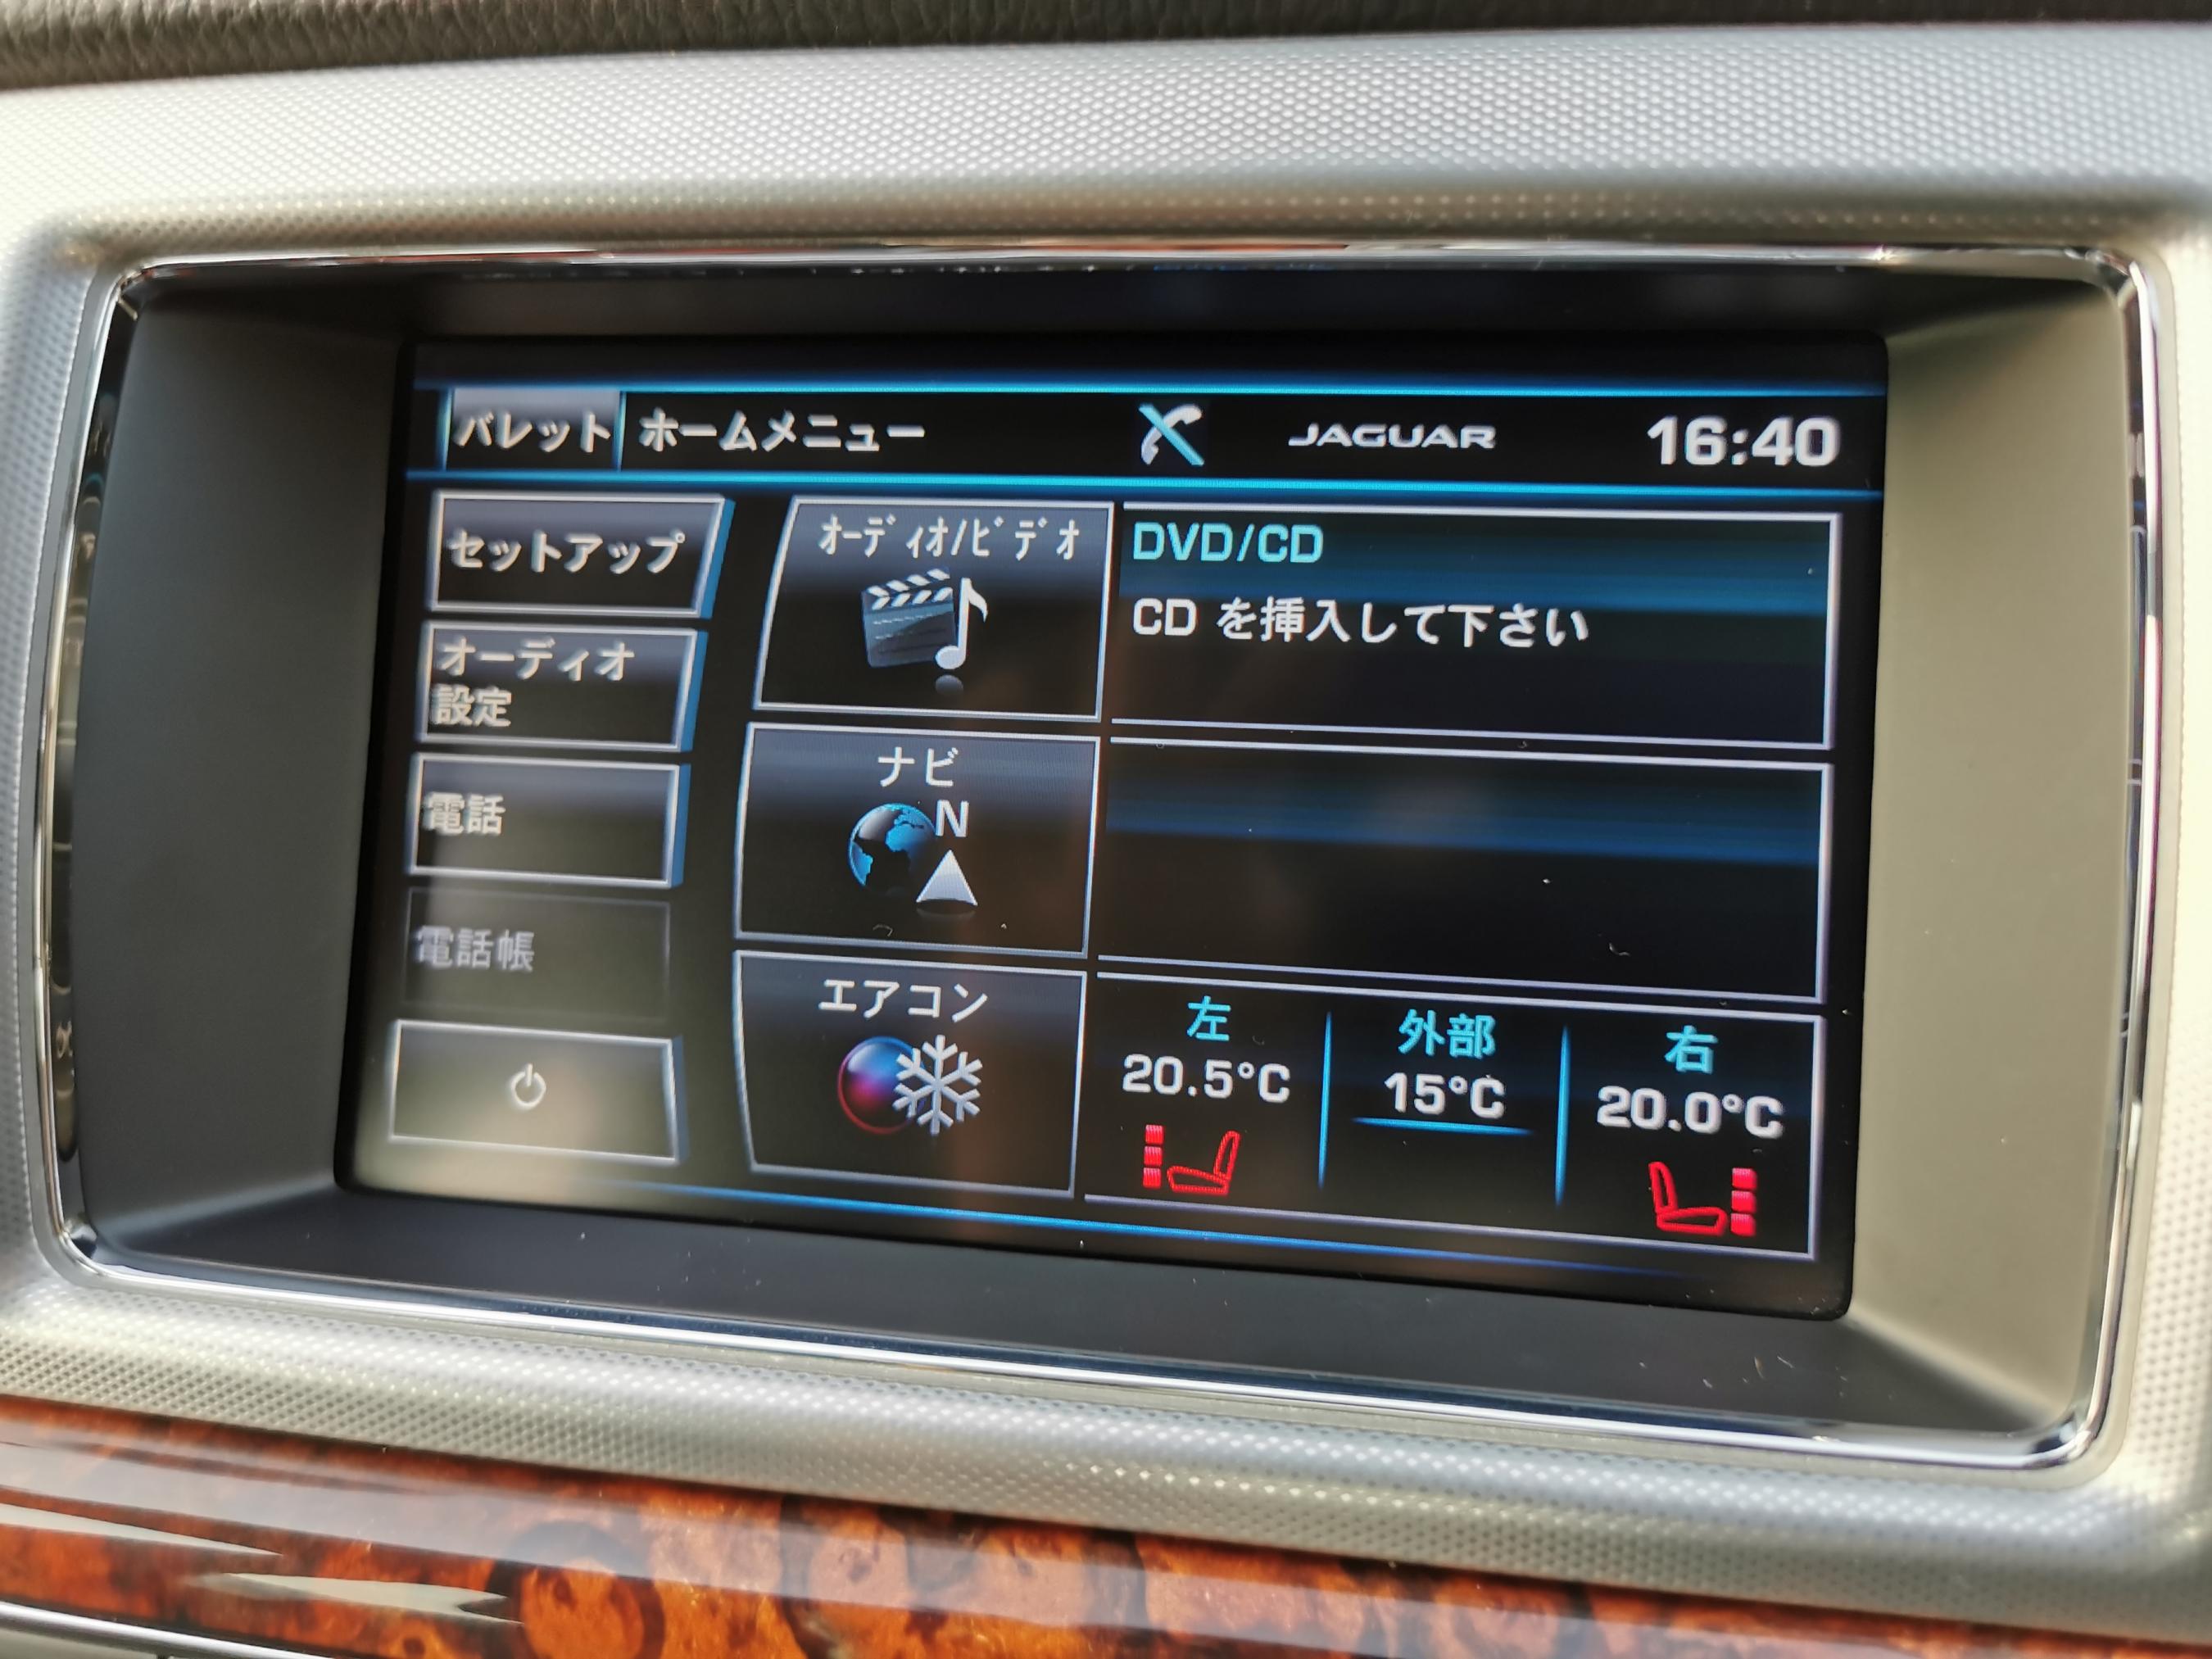 バレット ホームメニュー JAGUAR 16:40
セットアップ
オーディオ
設定
電話
電話帳
ｵｰﾃﾞｨｵ/ﾋﾞﾃﾞｵ
DVD/CD
CD を挿入して下さい
ナビ
N
エアコン
左 外部 右
20.5°C 15°C 20.0°C